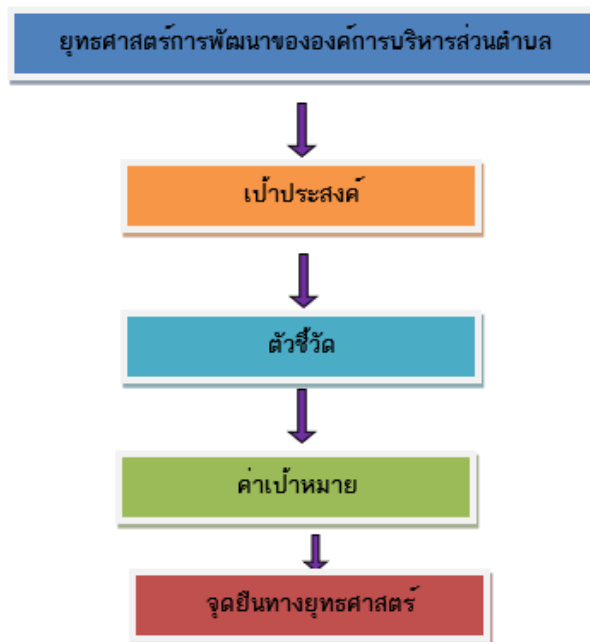 ยุทธศาสตร์การพัฒนาขององค์การบริหารส่วนตำบล
เป้าประสงค์
ตัวชี้วัด
ค่าเป้าหมาย
จุดยืนทางยุทธศาสตร์